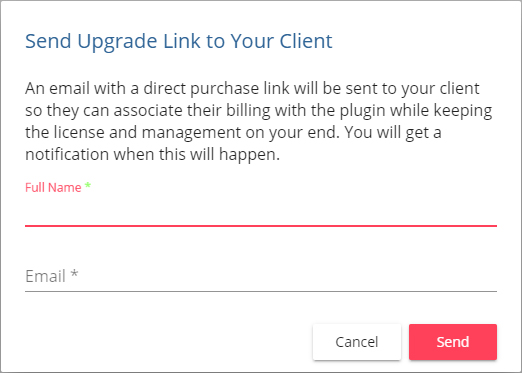 Send Upgrade Link to Your Client
An email with a direct purchase link will be sent to your client
so they can associate their billing with the plugin while keeping
the license and management on your end. You will get a
notification when this will happen.
Full Name *
Email *
Cancel
Send